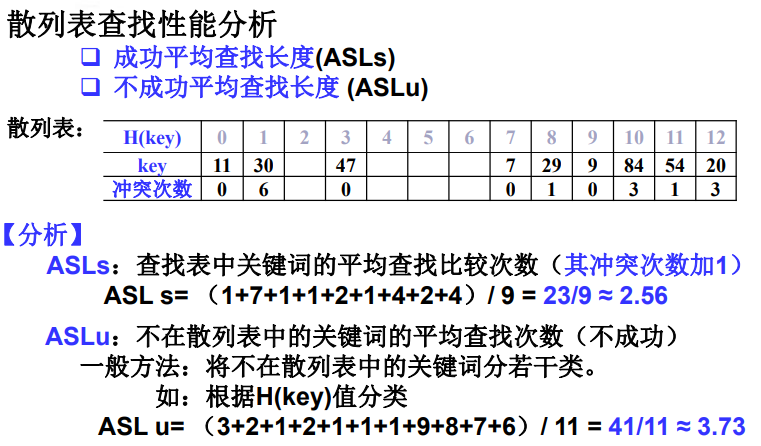 散列表查找性能分析
❑ 成功平均查找长度(ASLs)
❑ 不成功平均查找长度 (ASLu)
散列表： H(key) 0 1 2 3 4 5 6 7 8 9 10 11 12
key 11 30 47 7 29 9 84 54 20
冲突次数 0 6 0 0 1 0 3 1 3
【分析】
ASLs：查找表中关键词的平均查找比较次数（其冲突次数加1）
ASL s= （1+7+1+1+2+1+4+2+4）/ 9 = 23/9 ≈ 2.56
ASLu：不在散列表中的关键词的平均查找次数（不成功）
一般方法：将不在散列表中的关键词分若干类。
如：根据H(key)值分类
ASL u= （3+2+1+2+1+1+1+9+8+7+6）/ 11 = 41/11 ≈ 3.73